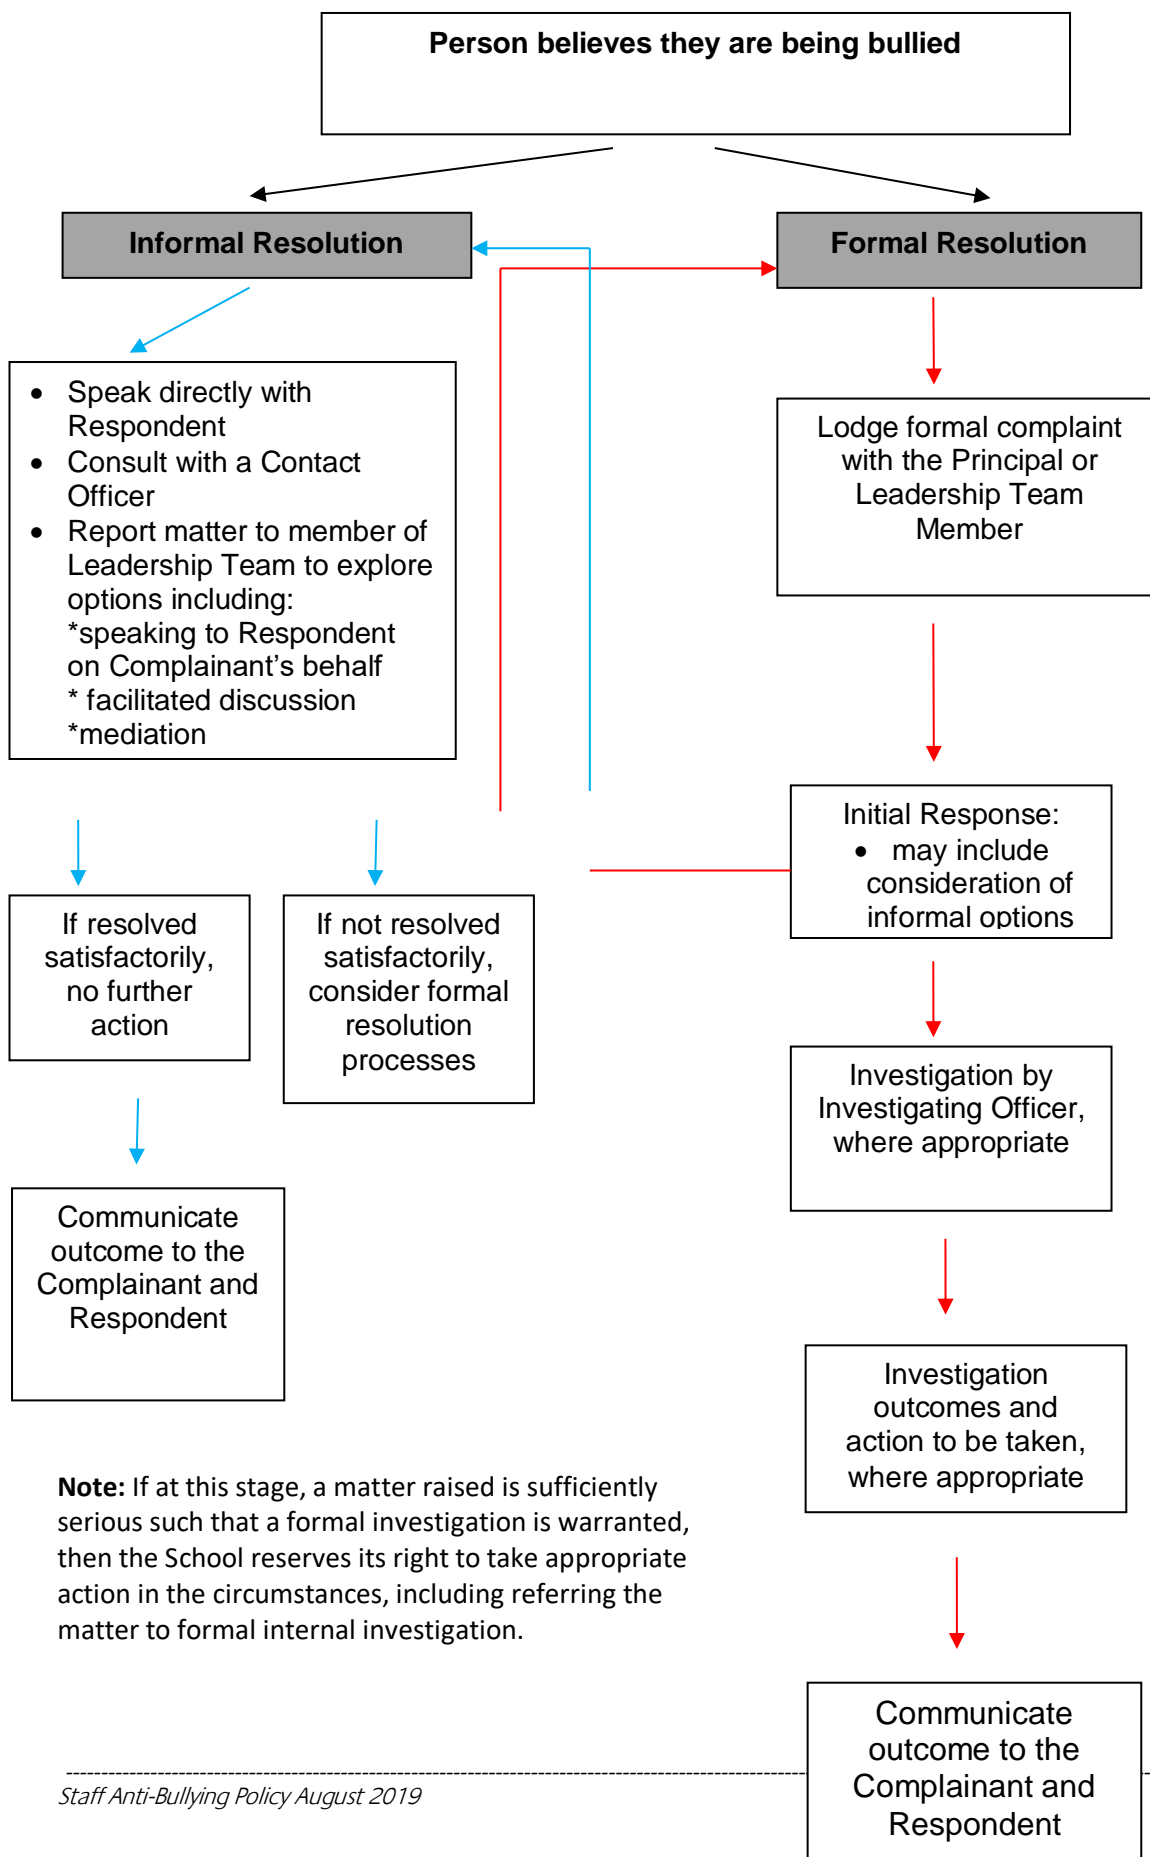 Person believes they are being bullied
Informal Resolution
Formal Resolution
• Speak directly with
Respondent
• Consult with a Contact
Officer
• Report matter to member of
Leadership Team to explore
options including:
*speaking to Respondent
on Complainant’s behalf
* facilitated discussion
*mediation
Lodge formal complaint
with the Principal or
Leadership Team
Member
Initial Response:
• may include
consideration of
informal options
If resolved
satisfactorily,
no further
action
If not resolved
satisfactorily,
consider formal
resolution
processes
Investigation by
Investigating Officer,
where appropriate
Communicate
outcome to the
Complainant and
Respondent
Investigation
outcomes and
action to be taken,
where appropriate
Note: If at this stage, a matter raised is sufficiently
serious such that a formal investigation is warranted,
then the School reserves its right to take appropriate
action in the circumstances, including referring the
matter to formal internal investigation.
Communicate
outcome to the
Complainant and
Respondent
Staff Anti-Bullying Policy August 2019